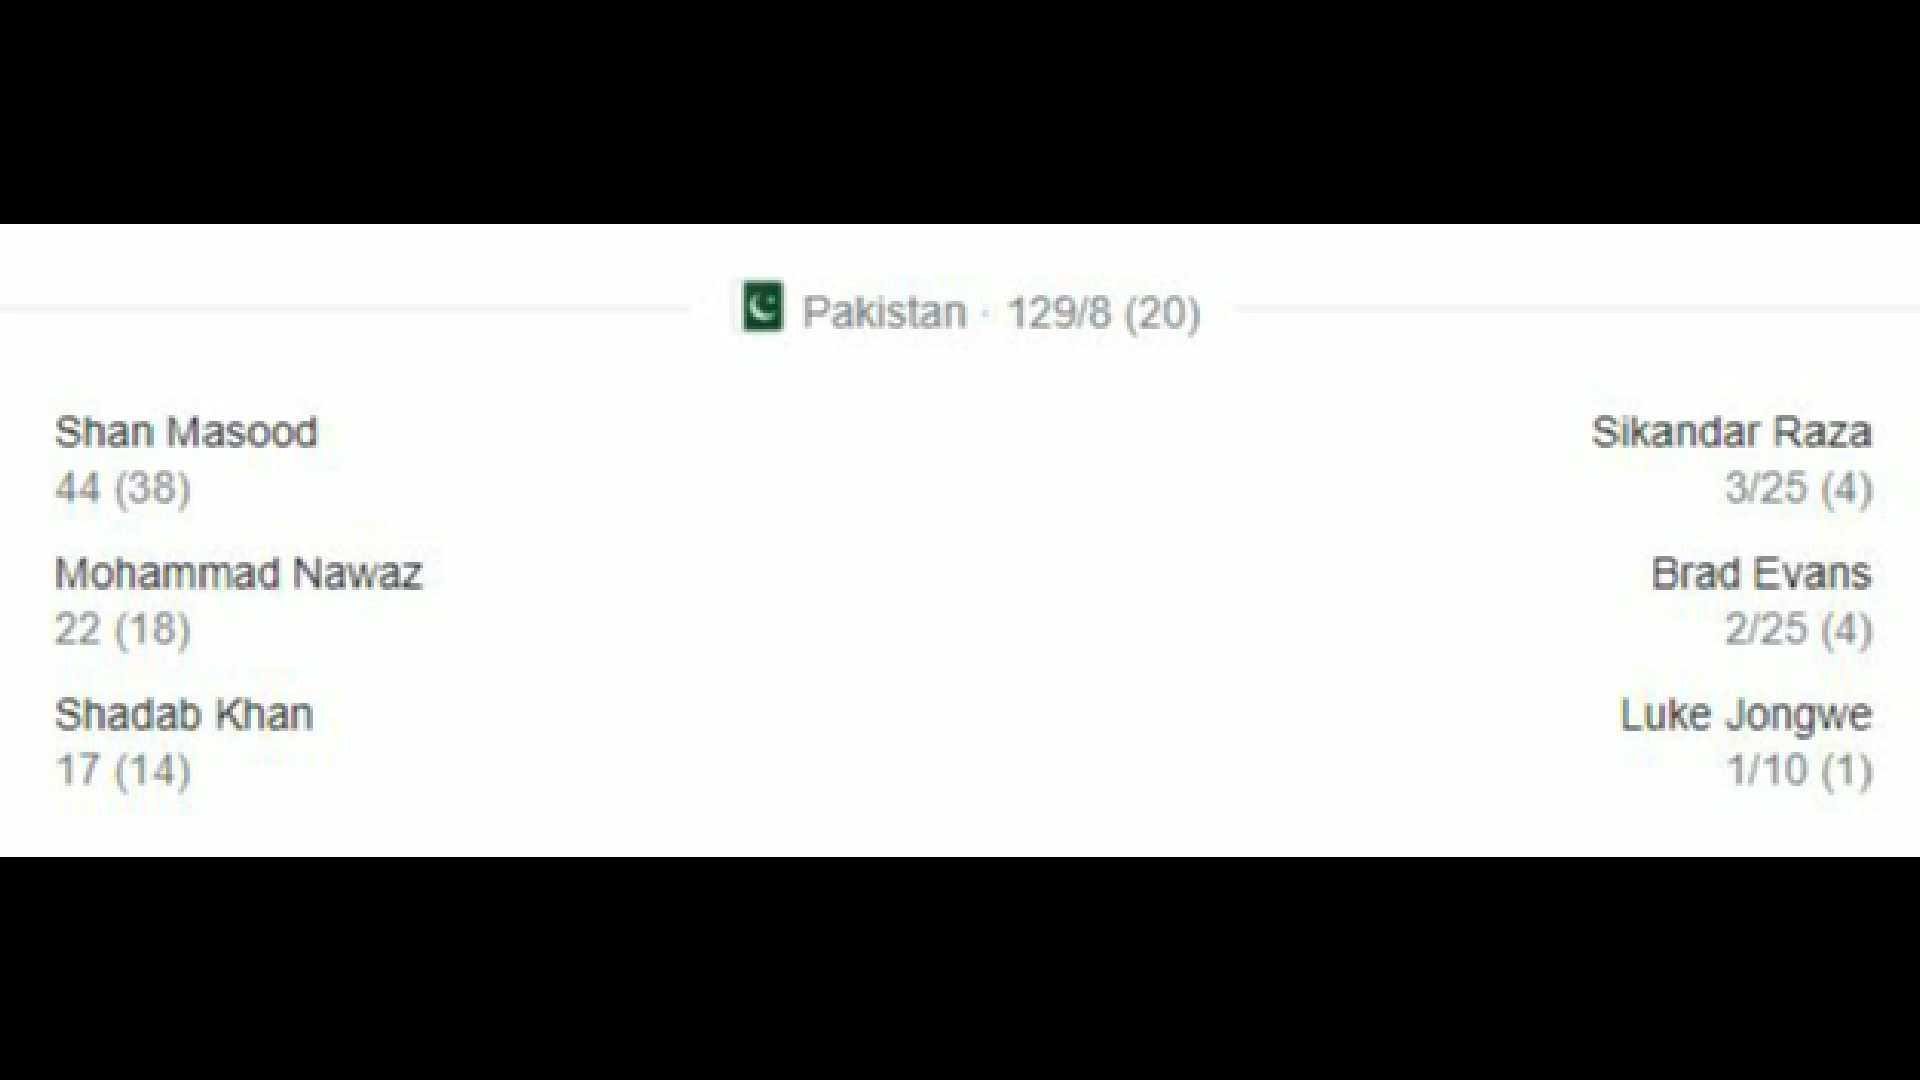 Pakistan · 129/8 (20)
Shan Masood
44 (38)
Sikandar Raza
3/25 (4)
Mohammad Nawaz
22 (18)
Brad Evans
2/25 (4)
Shadab Khan
17 (14)
Luke Jongwe
1/10 (1)